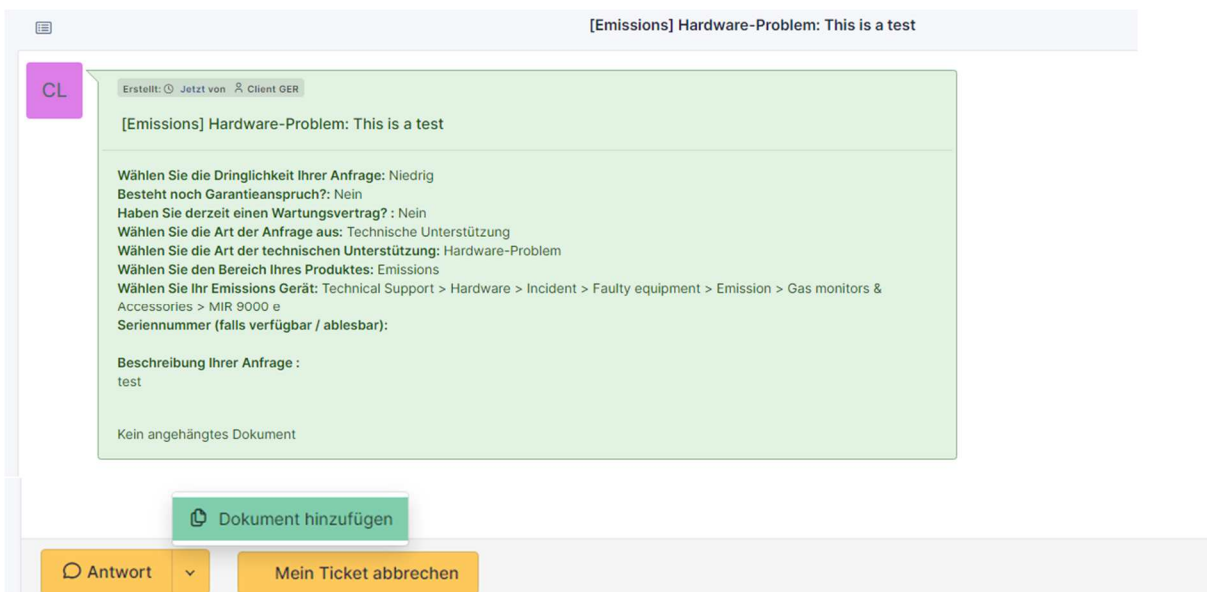 [Emissions] Hardware-Problem: This is a test
CL
Erstellt: Jetzt von Client GER
[Emissions] Hardware-Problem: This is a test
Wählen Sie die Dringlichkeit Ihrer Anfrage: Niedrig
Besteht noch Garantieanspruch?: Nein
Haben Sie derzeit einen Wartungsvertrag? : Nein
Wählen Sie die Art der Anfrage aus: Technische Unterstützung
Wählen Sie die Art der technischen Unterstützung: Hardware-Problem
Wählen Sie den Bereich Ihres Produktes: Emissions
Wählen Sie Ihr Emissions Gerät: Technical Support > Hardware > Incident > Faulty equipment > Emission > Gas monitors &
Accessories > MIR 9000 e
Seriennummer (falls verfügbar / ablesbar):
Beschreibung Ihrer Anfrage :
test
Kein angehängtes Dokument
Dokument hinzufügen
Antwort
Mein Ticket abbrechen